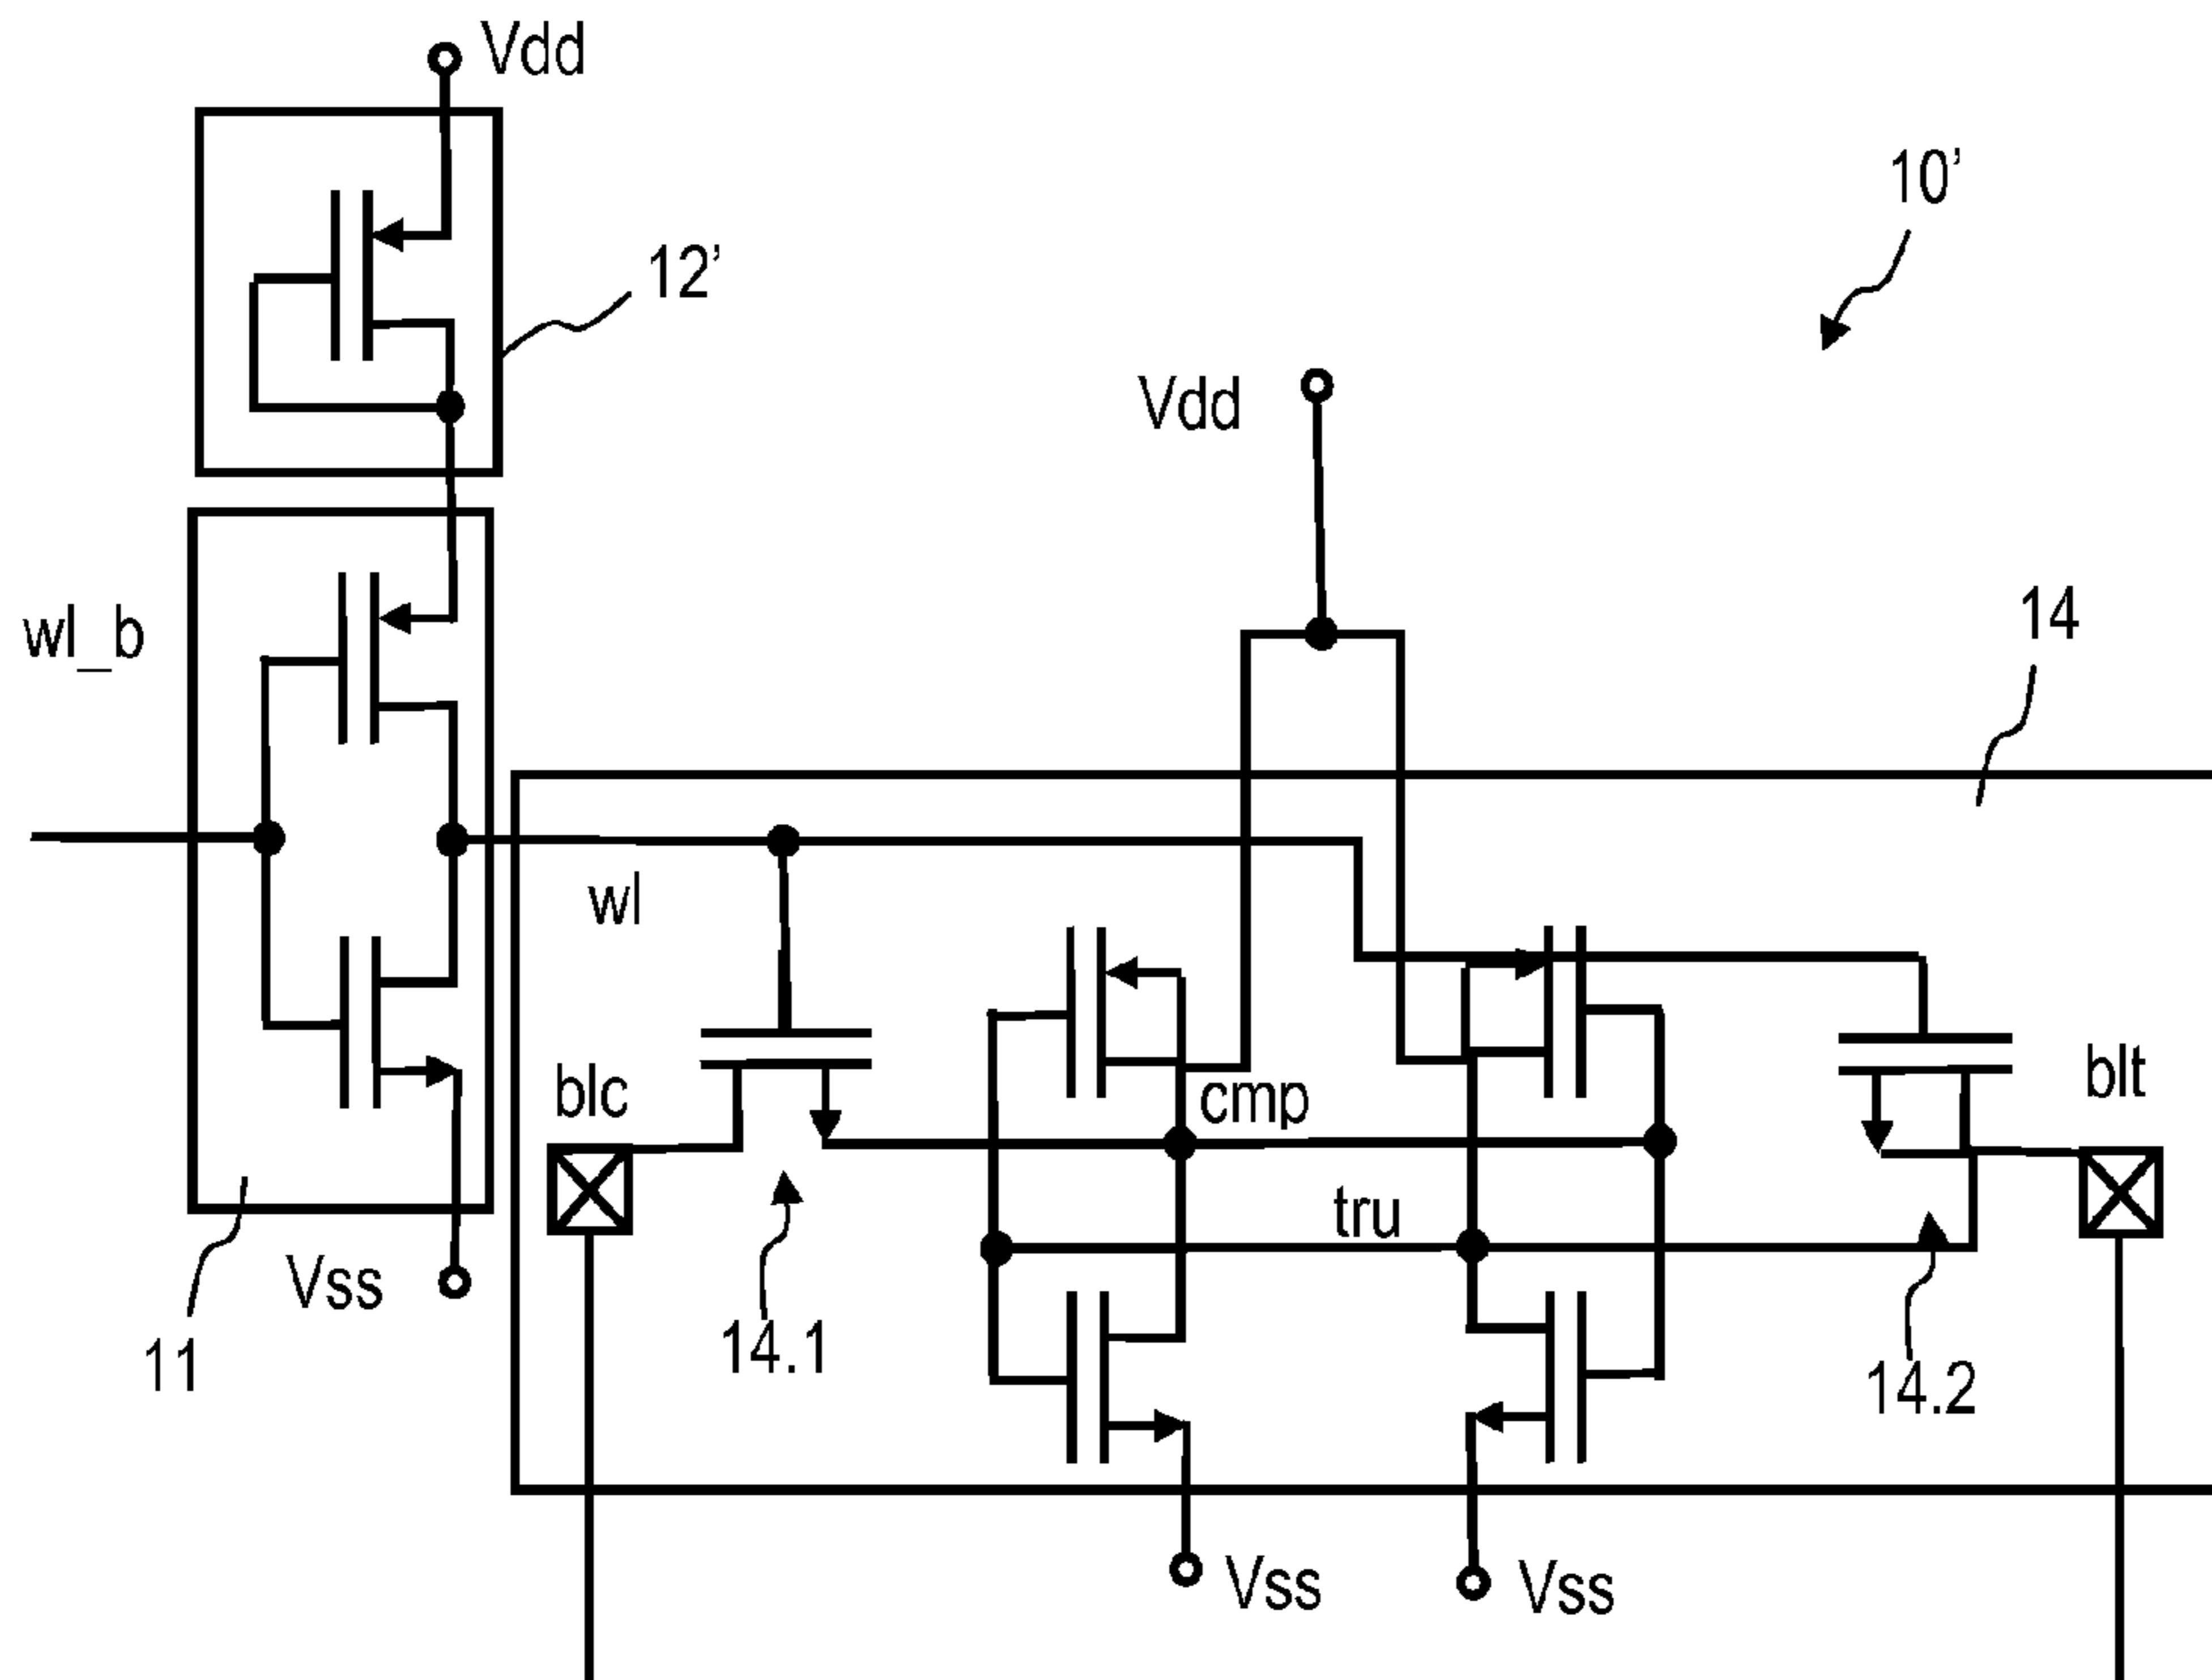 Vdd
10'
12'
Vdd
14
wl_b
wl
blc
cmp
blt
tru
Vss
14.1
11
14.2
Vss
Vss